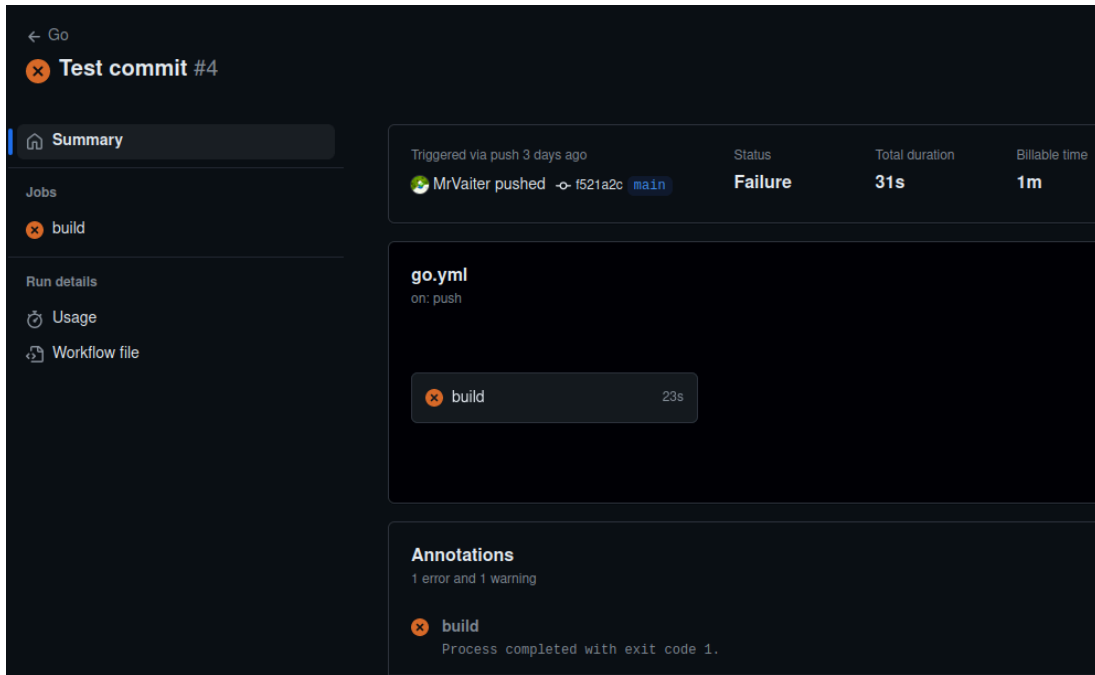 Go
Test commit #4
Summary
Jobs
build
Run details
Usage
Workflow file
Triggered via push 3 days ago
MrVaiter pushed f521a2c main
Status
Failure
Total duration
31s
Billable time
1m
go.yml
on: push
build 23s
Annotations
1 error and 1 warning
build
Process completed with exit code 1.